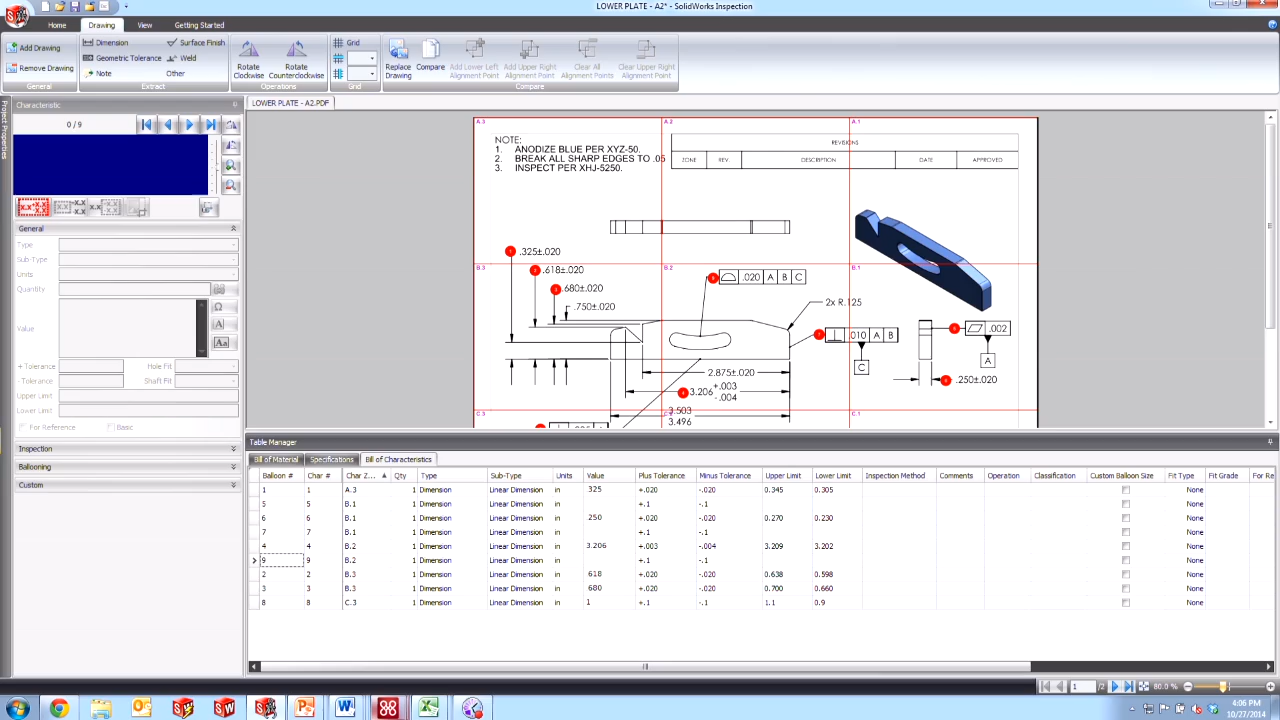 LOWER PLATE - A2* - SolidWorks Inspection
Home Drawing View Getting Started
Add Drawing
Remove Drawing
General
Dimension Surface Finish
Geometric Tolerance Weld
Note Other
Extract
Rotate Clockwise
Rotate Counterclockwise
Operations
Grid
Grid
Replace Drawing
Compare
Add Lower Left Alignment Point
Add Upper Right Alignment Point
Clear All Alignment Points
Clear Upper Right Alignment Point
Compare
Project Properties
Characteristic
0 / 9
General
Type
Sub-Type
Units
Quantity
Value
+ Tolerance Hole Fit
- Tolerance Shaft Fit
Upper Limit
Lower Limit
For Reference Basic
Inspection
Ballooning
Custom
LOWER PLATE - A2.PDF
A.3 A.2 A.1
NOTE:
1. ANODIZE BLUE PER XYZ-50.
2. BREAK ALL SHARP EDGES TO .05
3. INSPECT PER XHJ-5250.
REVISIONS
ZONE REV. DESCRIPTION DATE APPROVED
.325±.020
B.3 B.2 B.1
.618±.020
.680±.020
.750±.020
.020 A B C
2x R.125
010 A B
C
.002
A
2.875±.020
3.206 +.003 -.004
.250±.020
C.3 C.1
3.503
3.496
Table Manager
Bill of Material Specifications Bill of Characteristics
Balloon # Char # Char Z... Qty Type Sub-Type Units Value Plus Tolerance Minus Tolerance Upper Limit Lower Limit Inspection Method Comments Operation Classification Custom Balloon Size Fit Type Fit Grade For Re
1 1 A.3 1 Dimension Linear Dimension in 325 +.020 -.020 0.345 0.305 None
5 5 B.1 1 Dimension Linear Dimension in +.1 -.1 None
6 6 B.1 1 Dimension Linear Dimension in .250 +.020 -.020 0.270 0.230 None
7 7 B.1 1 Dimension Linear Dimension in +.1 -.1 None
4 4 B.2 1 Dimension Linear Dimension in 3.206 +.003 -.004 3.209 3.202 None
9 9 B.2 1 Dimension Linear Dimension in +.1 -.1 None
2 2 B.3 1 Dimension Linear Dimension in 618 +.020 -.020 0.638 0.598 None
3 3 B.3 1 Dimension Linear Dimension in 680 +.020 -.020 0.700 0.660 None
8 8 C.3 1 Dimension Linear Dimension in 1 +.1 -.1 1.1 0.9 None
1 /2 80.0 %
4:06 PM
10/27/2014